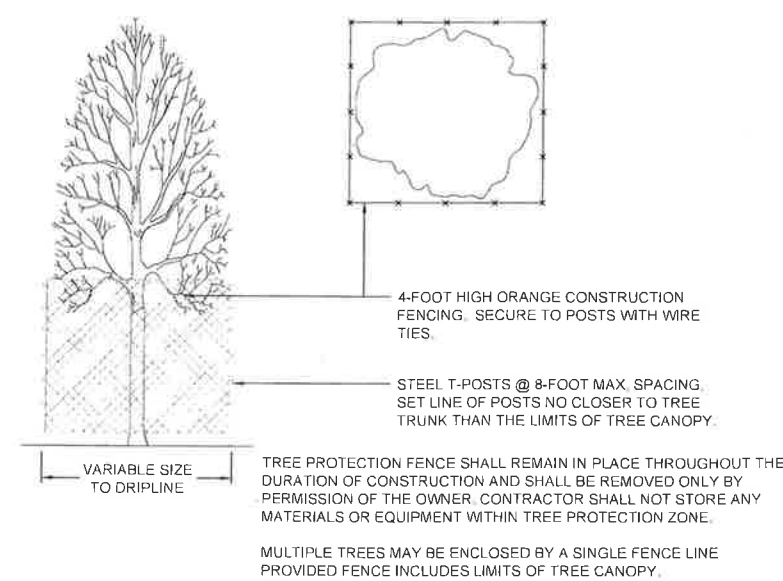 4-FOOT HIGH ORANGE CONSTRUCTION
FENCING. SECURE TO POSTS WITH WIRE
TIES.
STEEL T-POSTS @ 8-FOOT MAX. SPACING.
SET LINE OF POSTS NO CLOSER TO TREE
TRUNK THAN THE LIMITS OF TREE CANOPY.
VARIABLE SIZE
TO DRIPLINE
TREE PROTECTION FENCE SHALL REMAIN IN PLACE THROUGHOUT THE
DURATION OF CONSTRUCTION AND SHALL BE REMOVED ONLY BY
PERMISSION OF THE OWNER. CONTRACTOR SHALL NOT STORE ANY
MATERIALS OR EQUIPMENT WITHIN TREE PROTECTION ZONE.
MULTIPLE TREES MAY BE ENCLOSED BY A SINGLE FENCE LINE
PROVIDED FENCE INCLUDES LIMITS OF TREE CANOPY.